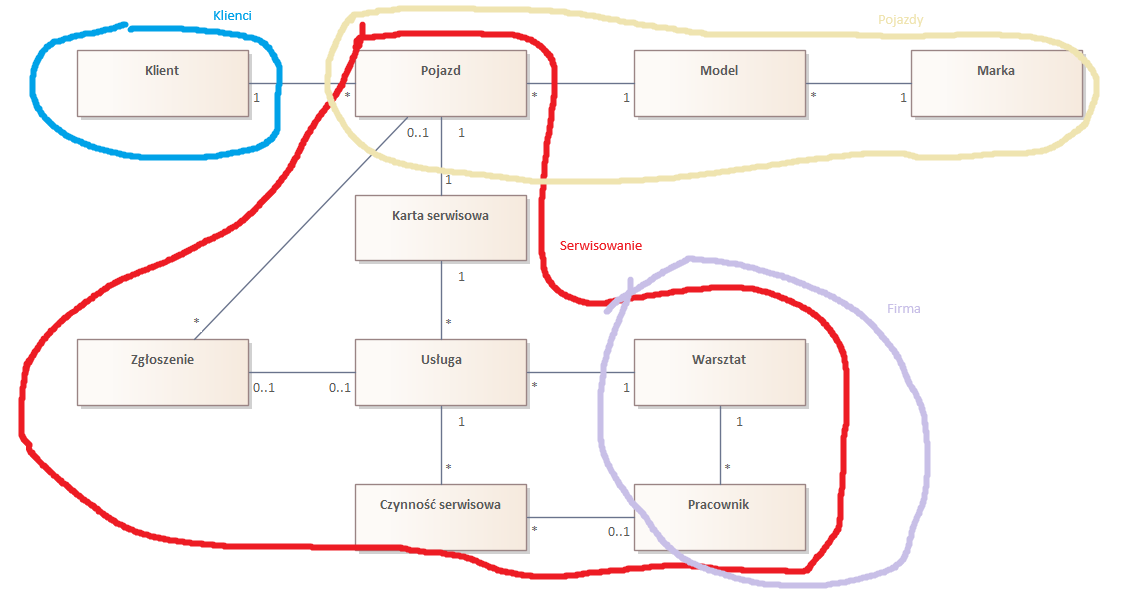 Klienci
Pojazdy
Klient
Pojazd
Model
Marka
1
*
*
1
*
1
0..1
1
1
Karta serwisowa
Serwisowanie
1
Firma
*
*
Zgłoszenie
Usługa
Warsztat
0..1
0..1
*
1
1
1
*
*
Czynność serwisowa
Pracownik
*
0..1